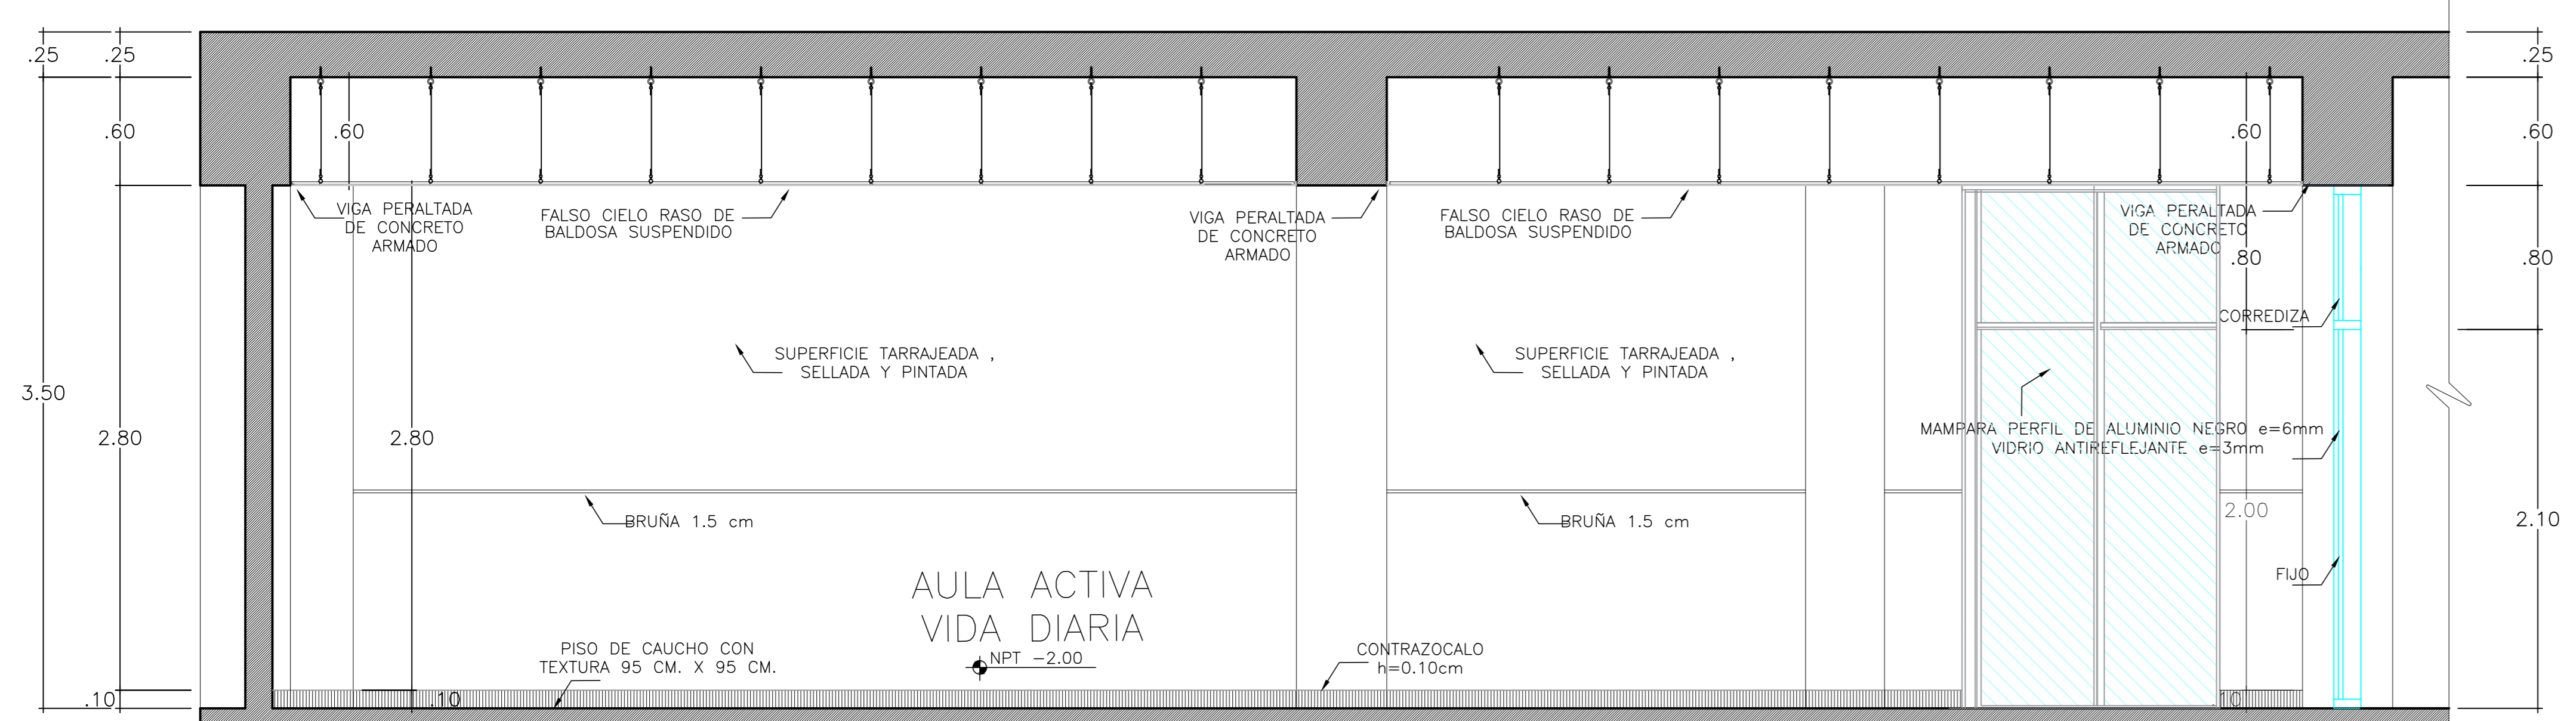 .25
.25
.25
.60
.60
.60
.60
VIGA PERALTADA
DE CONCRETO
ARMADO
FALSO CIELO RASO DE
BALDOSA SUSPENDIDO
VIGA PERALTADA
DE CONCRETO
ARMADO
FALSO CIELO RASO DE
BALDOSA SUSPENDIDO
VIGA PERALTADA
DE CONCRETO
ARMADO
.80
.80
CORREDIZA
SUPERFICIE TARRAJEADA ,
SELLADA Y PINTADA
SUPERFICIE TARRAJEADA ,
SELLADA Y PINTADA
3.50
2.80
2.80
MAMPARA PERFIL DE ALUMINIO NEGRO e=6mm
VIDRIO ANTIREFLEJANTE e=3mm
BRUÑA 1.5 cm
BRUÑA 1.5 cm
2.00
2.10
FIJO
AULA ACTIVA
VIDA DIARIA
NPT -2.00
PISO DE CAUCHO CON
TEXTURA 95 CM. X 95 CM.
CONTRAZOCALO
h=0.10cm
.10
.10
10